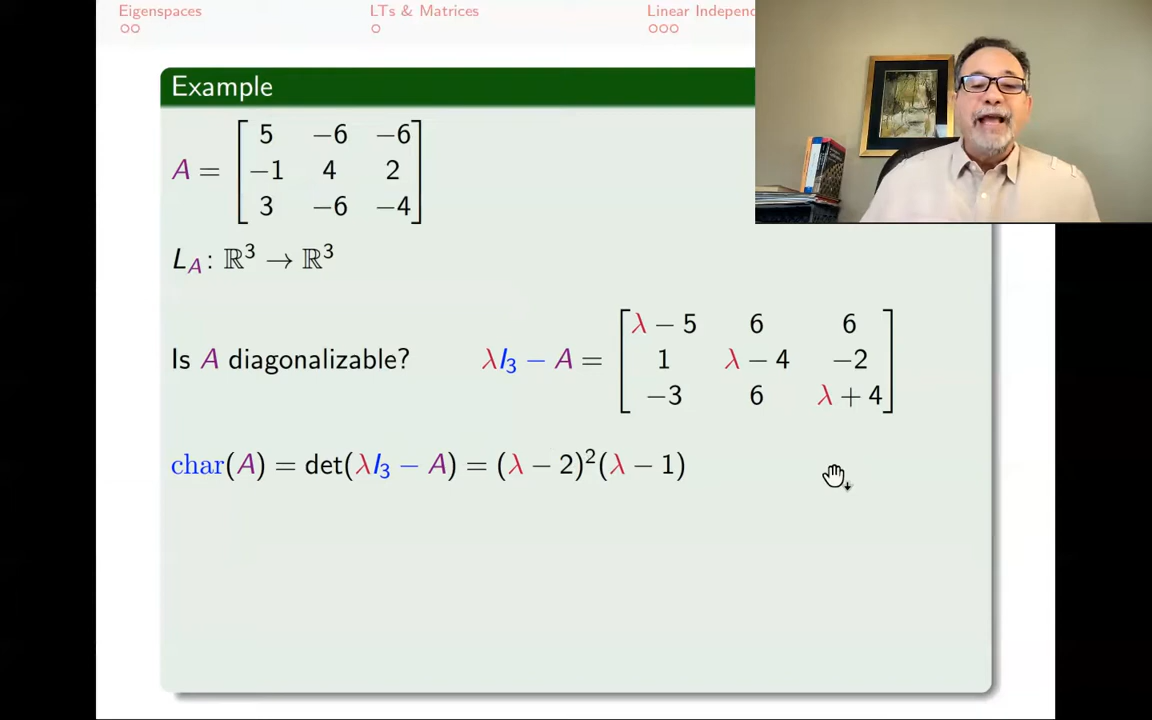 Eigenspaces LTs & Matrices Linear
Example
A = [ 5 −6 −6
−1 4 2
3 −6 −4 ]
L_A : ℝ³ → ℝ³
Is A diagonalizable? λI₃ − A = [ λ − 5 6 6
1 λ − 4 −2
−3 6 λ + 4 ]
char(A) = det(λI₃ − A) = (λ − 2)²(λ − 1)